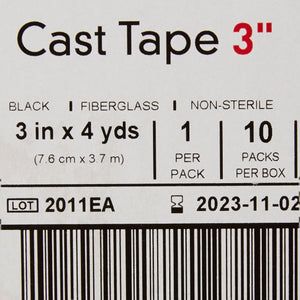 Cast Tape 3"
BLACK | FIBERGLASS | NON-STERILE
3 in x 4 yds 1 10
(7.6 cm x 3.7 m) PER PACKS
PACK PER BOX
LOT 2011EA 2023-11-02